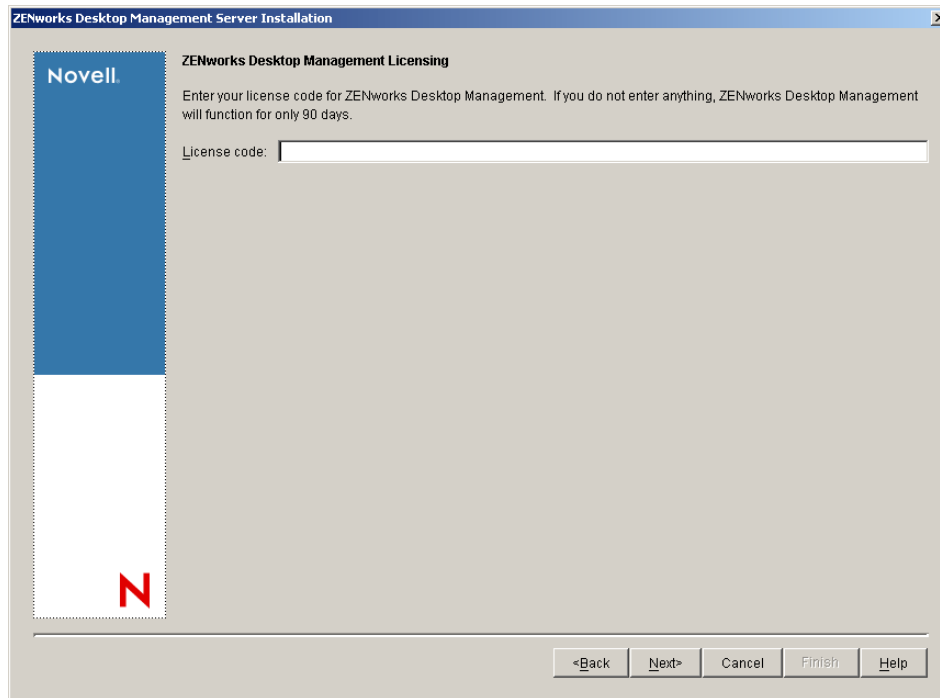 ZENworks Desktop Management Server Installation
Novell.
ZENworks Desktop Management Licensing
Enter your license code for ZENworks Desktop Management. If you do not enter anything, ZENworks Desktop Management
will function for only 90 days.
License code:
N
<Back
Next>
Cancel
Finish
Help